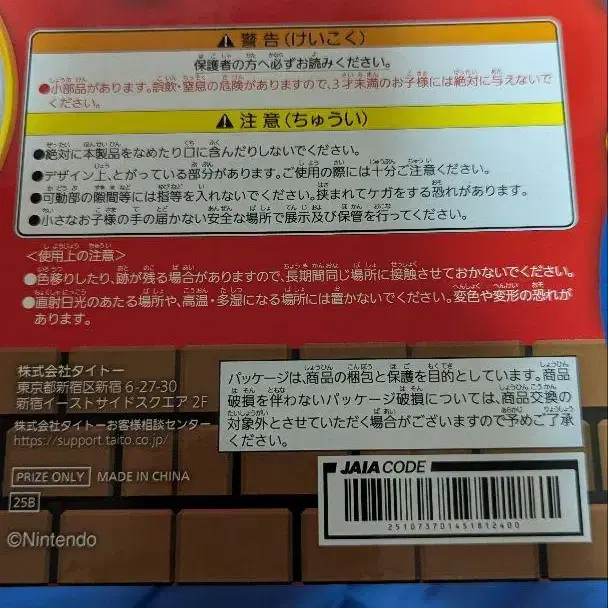 ⚠ 警告(けいこく)
保護者の方へ必ずお読みください。
●小部品があります。誤飲・窒息の危険がありますので、3才未満のお子様には絶対に与えないで
ください。
⚠ 注意(ちゅうい)
●絶対に本製品をなめたり口に含んだりしないでください。
●デザイン上、とがっている部分があります。ご使用の際には十分ご注意ください。
●可動部の隙間等には指等を入れないでください。挟まれてケガをする恐れがあります。
●小さなお子様の手の届かない安全な場所で展示及び保管を行ってください。
<使用上の注意>
●色移りしたり、跡が残る場合がありますので、長期間同じ場所に接触させておかないでください。
●直射日光のあたる場所や、高温・多湿になる場所には置かないでください。変色や変形の恐れが
あります。
株式会社タイトー
東京都新宿区新宿 6-27-30
新宿イーストサイドスクエア 2F
株式会社タイトーお客様相談センター
https://support.taito.co.jp/
PRIZE ONLY MADE IN CHINA
25B
©Nintendo
パッケージは、商品の梱包と保護を目的としています。商品
破損を伴わないパッケージ破損については、商品交換の
対象外とさせていただく場合がございますので予めご了承
ください。
JAIA CODE
251073701451812400